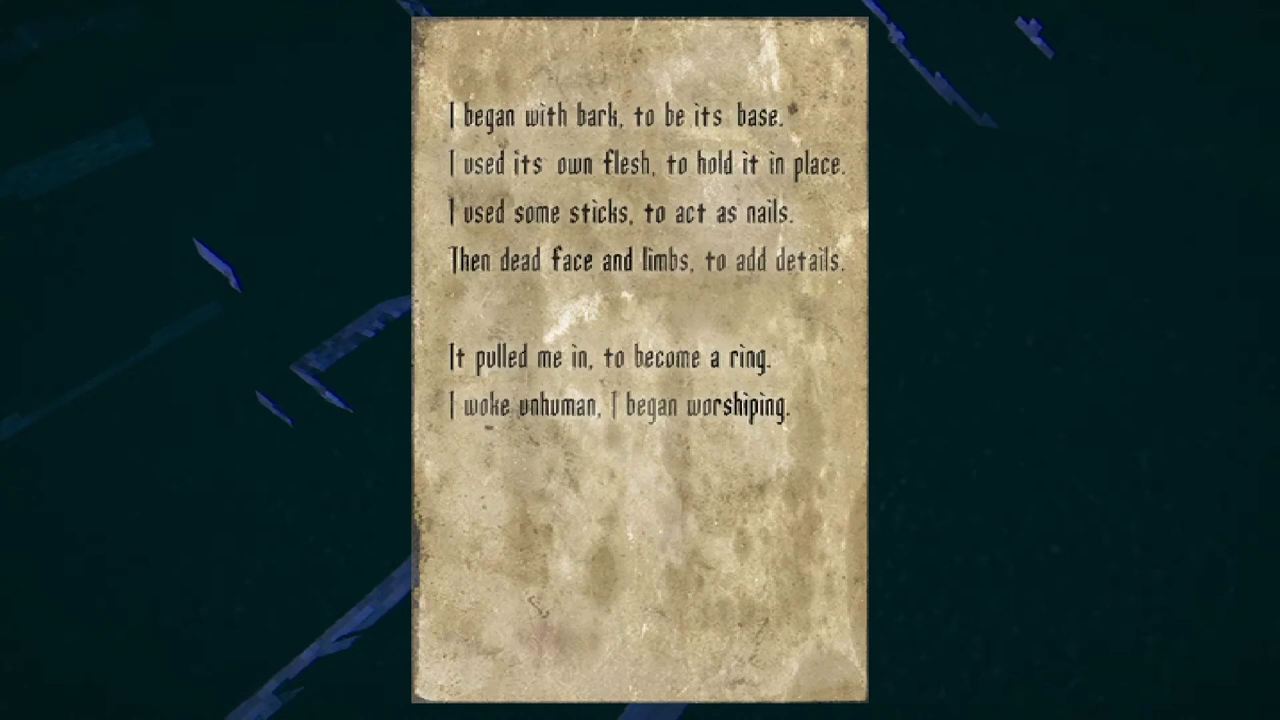 I began with bark, to be its base.
I used its own flesh, to hold it in place.
I used some sticks, to act as nails.
Then dead face and limbs, to add details.
It pulled me in, to become a ring.
I woke unhuman, I began worshiping.